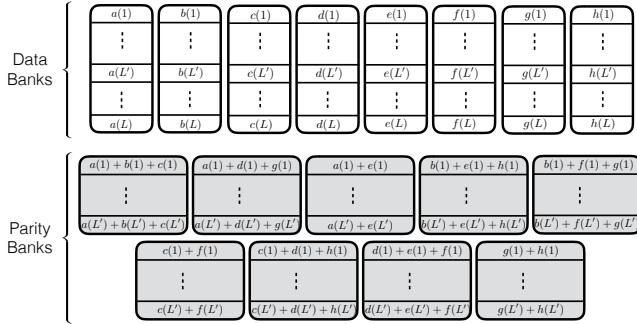 Data
Banks
a(1) b(1) c(1) d(1) e(1) f(1) g(1) h(1)
a(L′) b(L′) c(L′) d(L′) e(L′) f(L′) g(L′) h(L′)
a(L) b(L) c(L) d(L) e(L) f(L) g(L) h(L)
Parity
Banks
a(1) + b(1) + c(1) a(1) + d(1) + g(1) a(1) + e(1) b(1) + e(1) + h(1) b(1) + f(1) + g(1)
a(L′) + b(L′) + c(L′) a(L′) + d(L′) + g(L′) a(L′) + e(L′) b(L′) + e(L′) + h(L′) b(L′) + f(L′) + g(L′)
c(1) + f(1) c(1) + d(1) + h(1) d(1) + e(1) + f(1) g(1) + h(1)
c(L′) + f(L′) c(L′) + d(L′) + h(L′) d(L′) + e(L′) + f(L′) g(L′) + h(L′)